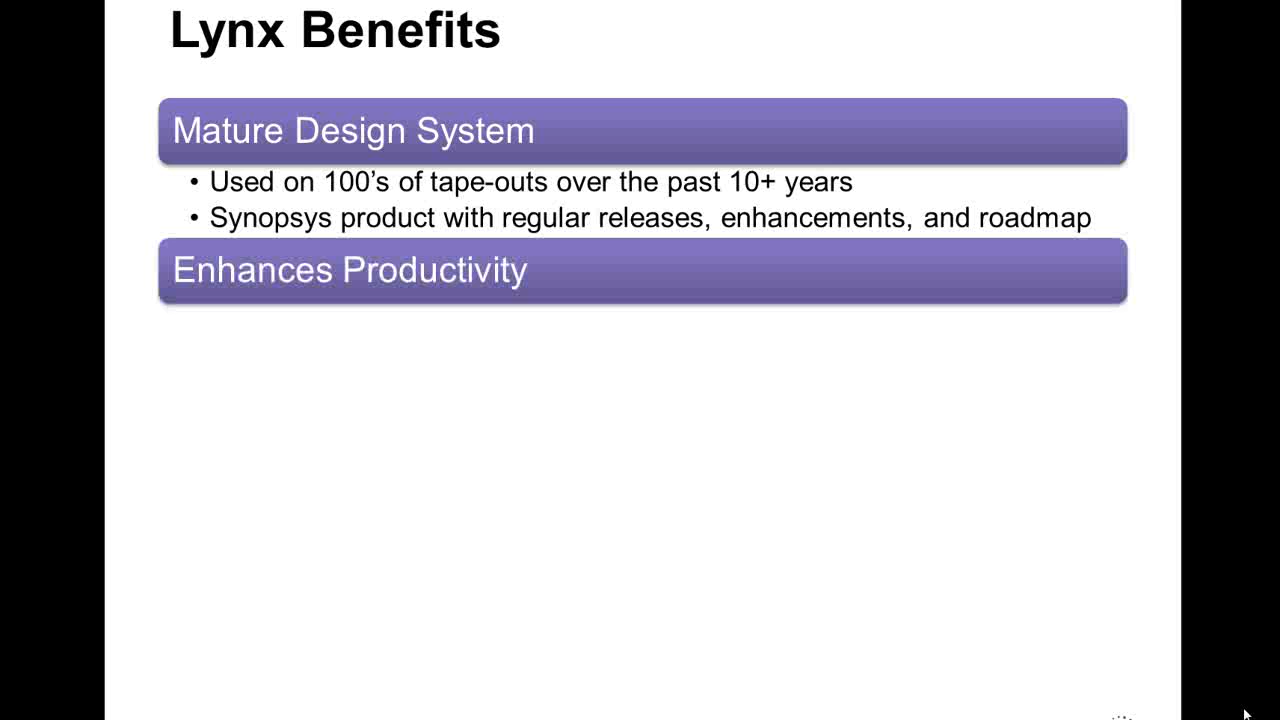 Lynx Benefits
Mature Design System
• Used on 100’s of tape-outs over the past 10+ years
• Synopsys product with regular releases, enhancements, and roadmap
Enhances Productivity